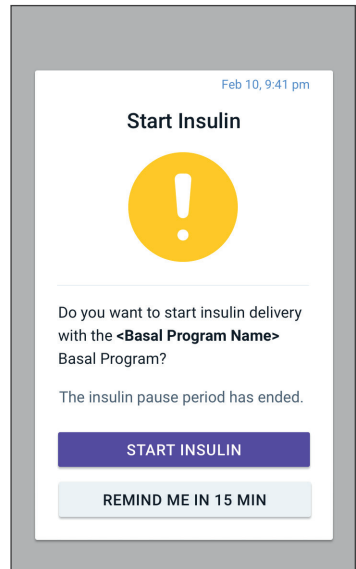 Feb 10, 9:41 pm
Start Insulin
Do you want to start insulin delivery
with the <Basal Program Name>
Basal Program?
The insulin pause period has ended.
START INSULIN
REMIND ME IN 15 MIN